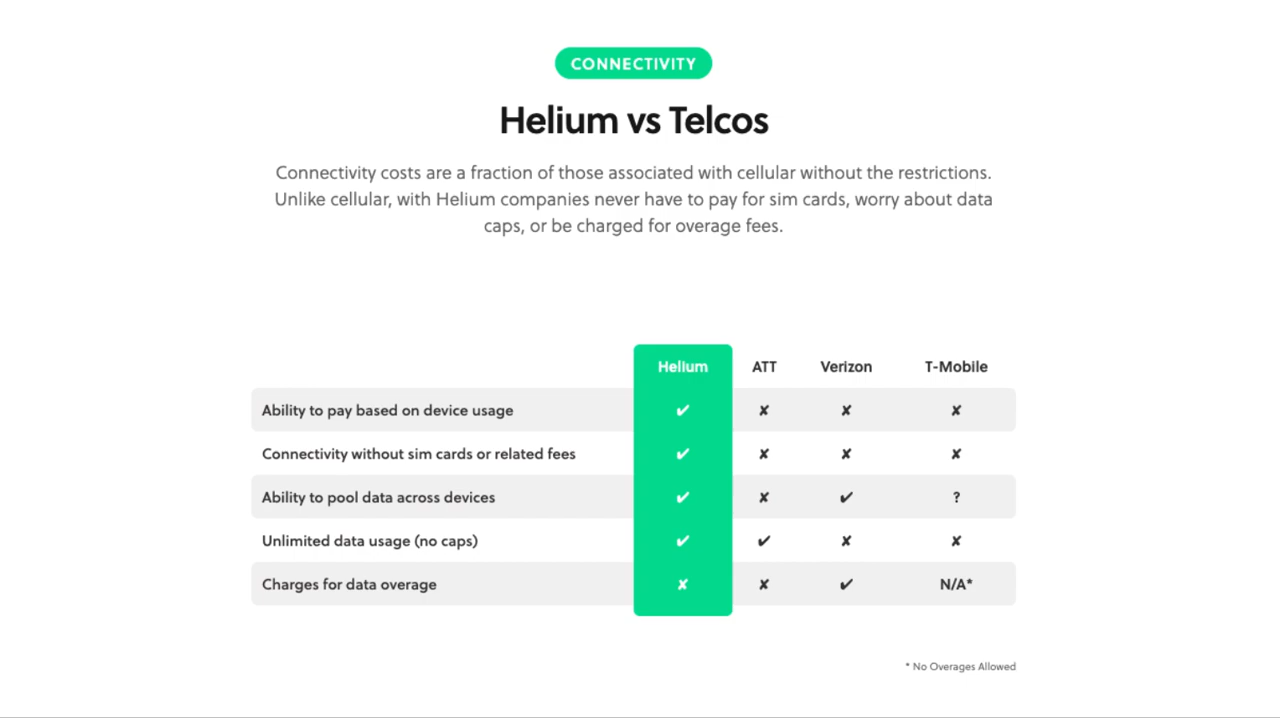 CONNECTIVITY
Helium vs Telcos
Connectivity costs are a fraction of those associated with cellular without the restrictions.
Unlike cellular, with Helium companies never have to pay for sim cards, worry about data
caps, or be charged for overage fees.
Helium ATT Verizon T-Mobile
Ability to pay based on device usage ✔ ✘ ✘ ✘
Connectivity without sim cards or related fees ✔ ✘ ✘ ✘
Ability to pool data across devices ✔ ✘ ✔ ?
Unlimited data usage (no caps) ✔ ✔ ✘ ✘
Charges for data overage ✘ ✘ ✔ N/A*
* No Overages Allowed